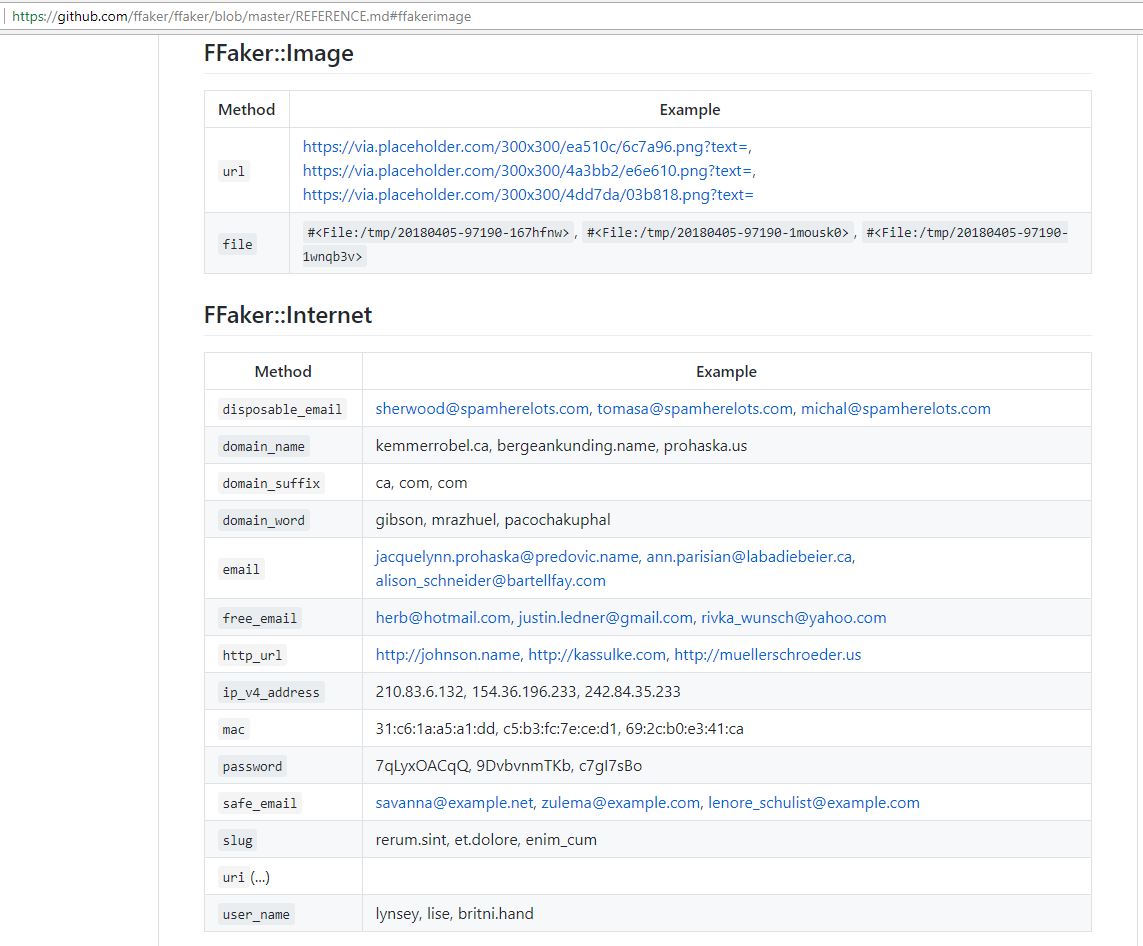 https://github.com/ffaker/ffaker/blob/master/REFERENCE.md#ffakerimage
FFaker::Image
Method Example
url https://via.placeholder.com/300x300/ea510c/6c7a96.png?text=,
https://via.placeholder.com/300x300/4a3bb2/e6e610.png?text=,
https://via.placeholder.com/300x300/4dd7da/03b818.png?text=
file #<File:/tmp/20180405-97190-167hfnw> , #<File:/tmp/20180405-97190-1mousk0> , #<File:/tmp/20180405-97190-
1wnqb3v>
FFaker::Internet
Method Example
disposable_email sherwood@spamherelots.com, tomasa@spamherelots.com, michal@spamherelots.com
domain_name kemmerrobel.ca, bergeankunding.name, prohaska.us
domain_suffix ca, com, com
domain_word gibson, mrazhuel, pacochakuphal
email jacquelynn.prohaska@predovic.name, ann.parisian@labadiebeier.ca,
alison_schneider@bartellfay.com
free_email herb@hotmail.com, justin.ledner@gmail.com, rivka_wunsch@yahoo.com
http_url http://johnson.name, http://kassulke.com, http://muellerschroeder.us
ip_v4_address 210.83.6.132, 154.36.196.233, 242.84.35.233
mac 31:c6:1a:a5:a1:dd, c5:b3:fc:7e:ce:d1, 69:2c:b0:e3:41:ca
password 7qLyxOACqQ, 9DvbvnmTKb, c7gI7sBo
safe_email savanna@example.net, zulema@example.com, lenore_schulist@example.com
slug rerum.sint, et.dolore, enim_cum
uri (...)
user_name lynsey, lise, britni.hand